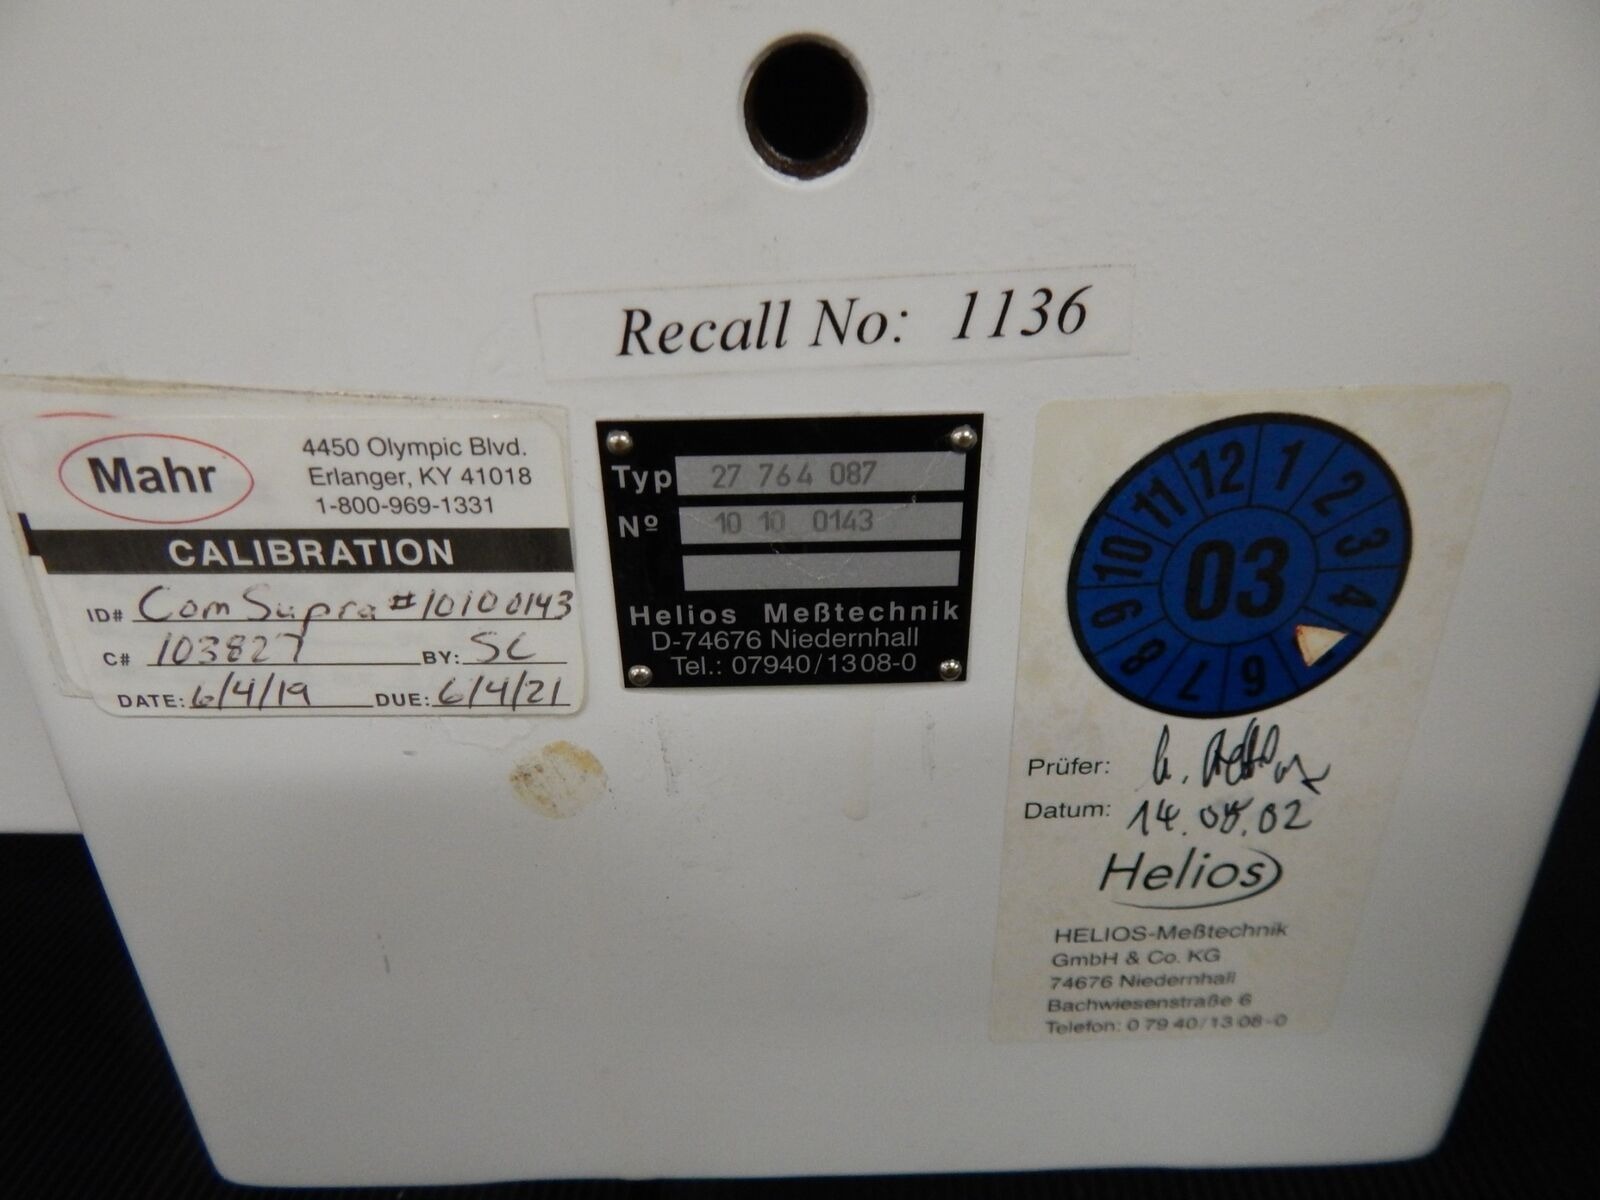 Recall No: 1136
Mahr
4450 Olympic Blvd.
Erlanger, KY 41018
1-800-969-1331
CALIBRATION
ID# Com Supra #10100143
C# 103827 BY: SC
DATE: 6/4/19 DUE: 6/4/21
Typ 27 764 087
Nº 10 10 0143
Helios Meßtechnik
D-74676 Niedernhall
Tel.: 07940/1308-0
12 1 2 3 4 6 7 8 9 10 11
03
Prüfer:
Datum: 14.08.02
Helios
HELIOS-Meßtechnik
GmbH & Co. KG
74676 Niedernhall
Bachwiesenstraße 6
Telefon: 0 79 40/13 08-0